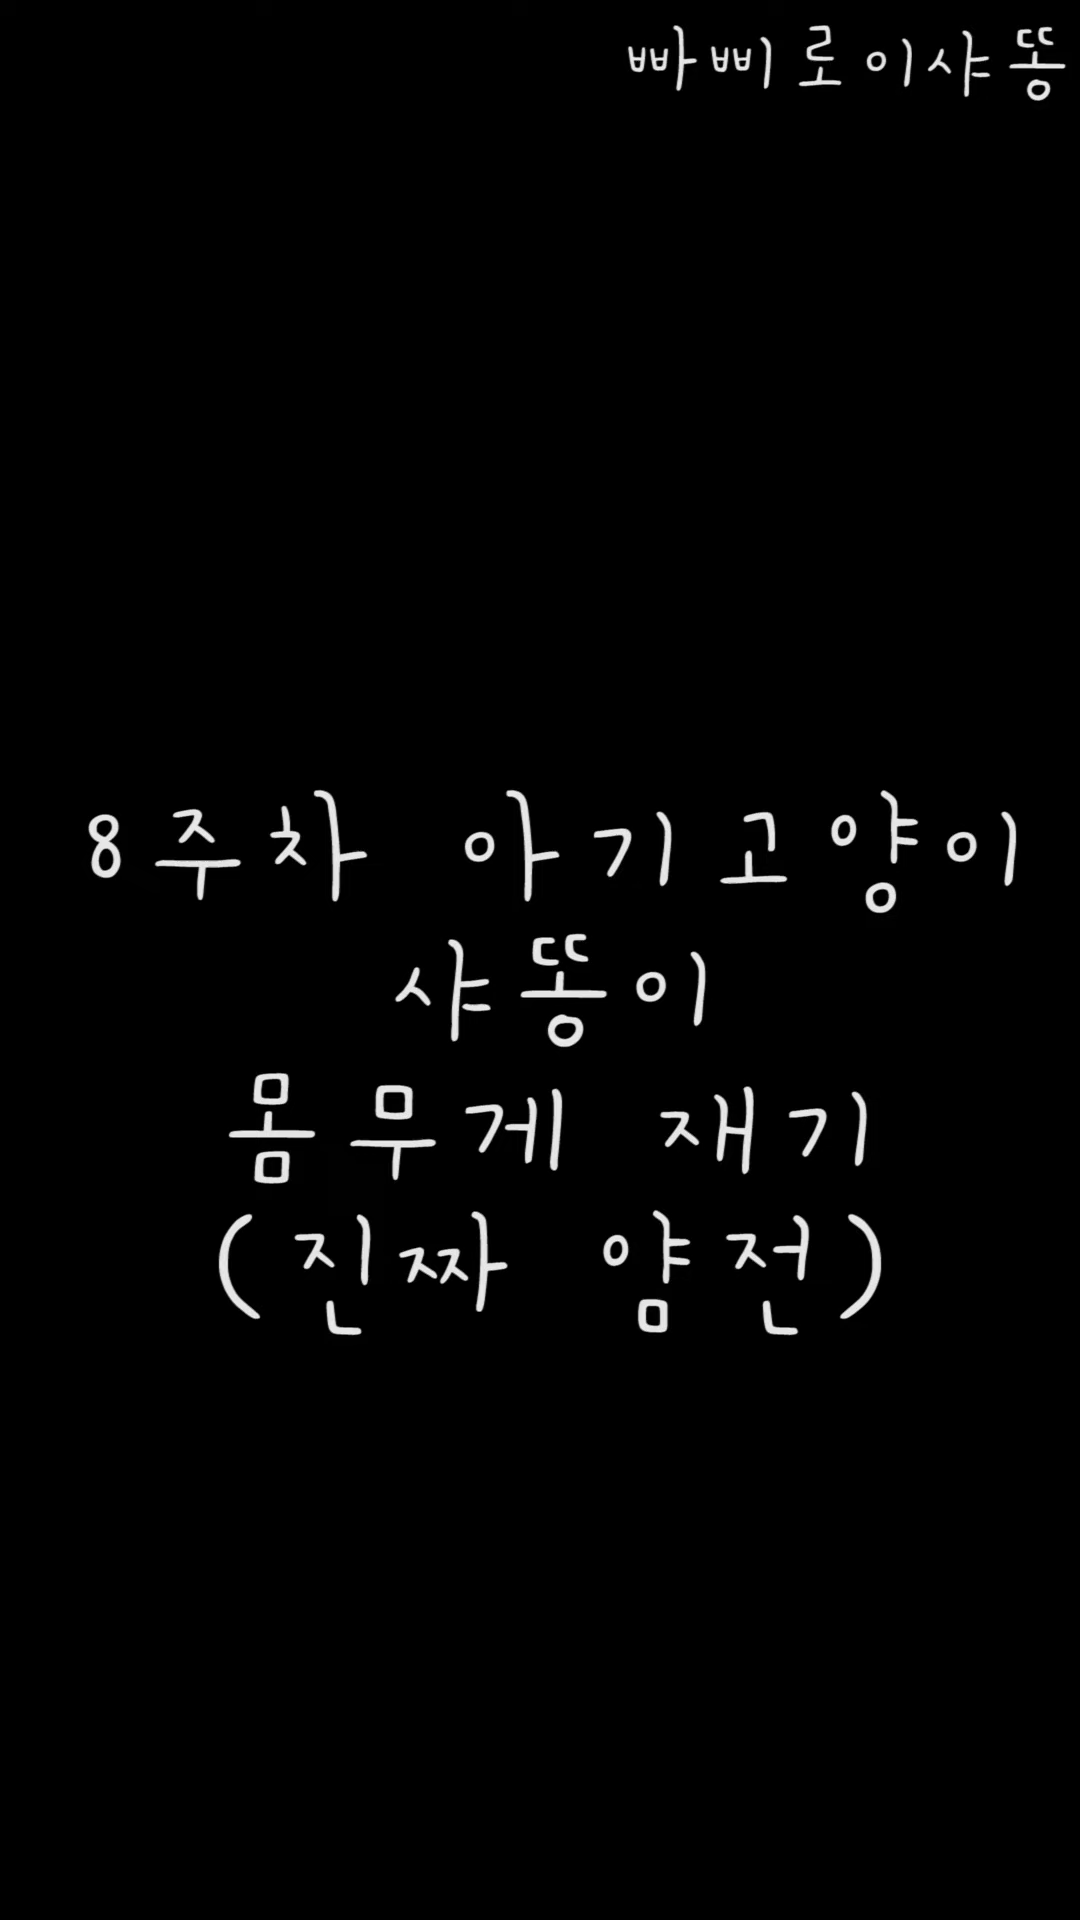 빠삐로이샤똥
8주차 아기고양이
샤똥이
몸무게 재기
(진짜 얌전)